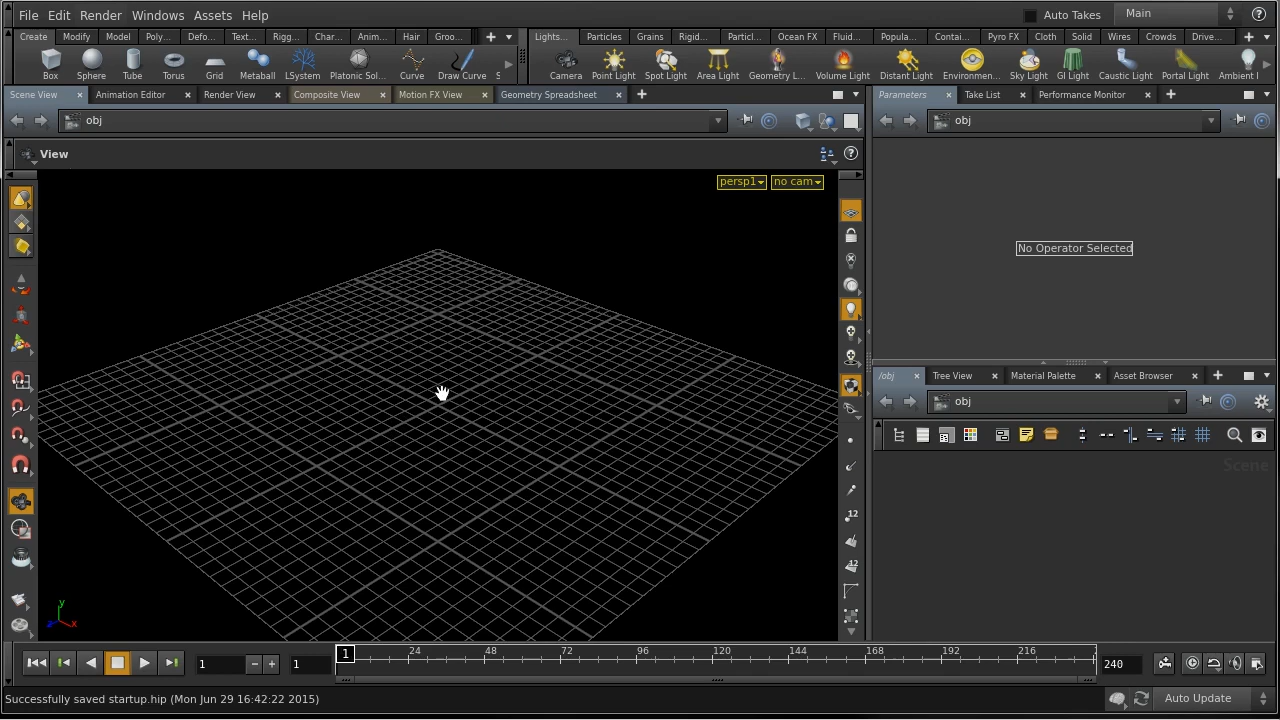 File Edit Render Windows Assets Help Auto Takes Main
Create Modify Model Poly... Defo... Text... Rigg... Char... Anim... Hair Groo... Lights... Particles Grains Rigid... Particl... Ocean FX Fluid... Popula... Contai... Pyro FX Cloth Solid Wires Crowds Drive...
Box Sphere Tube Torus Grid Metaball LSystem Platonic Sol... Curve Draw Curve S Camera Point Light Spot Light Area Light Geometry L... Volume Light Distant Light Environmen... Sky Light GI Light Caustic Light Portal Light Ambient l
Scene View Animation Editor Render View Composite View Motion FX View Geometry Spreadsheet Parameters Take List Performance Monitor
obj obj
View
persp1 no cam
No Operator Selected
/obj Tree View Material Palette Asset Browser
obj
Scene
12
12
y
z x
1 1 1 24 48 72 96 120 144 168 192 216 2 240
Successfully saved startup.hip (Mon Jun 29 16:42:22 2015) Auto Update